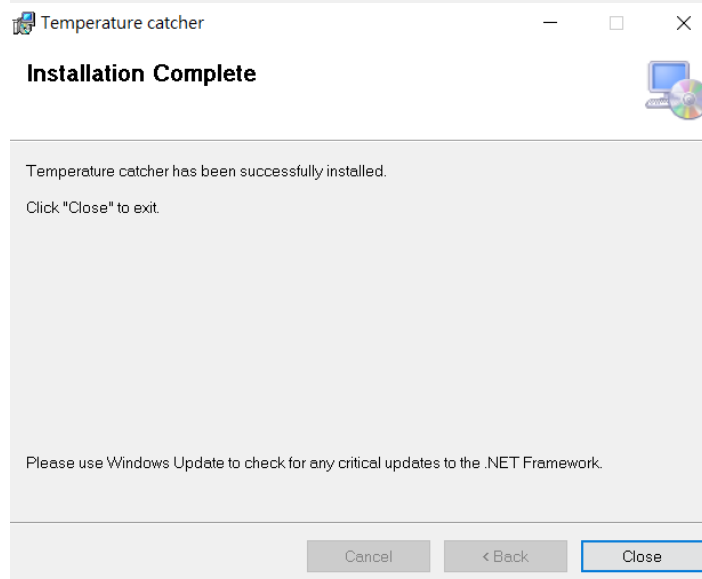 Temperature catcher
Installation Complete
Temperature catcher has been successfully installed.
Click "Close" to exit.
Please use Windows Update to check for any critical updates to the .NET Framework.
Cancel
< Back
Close